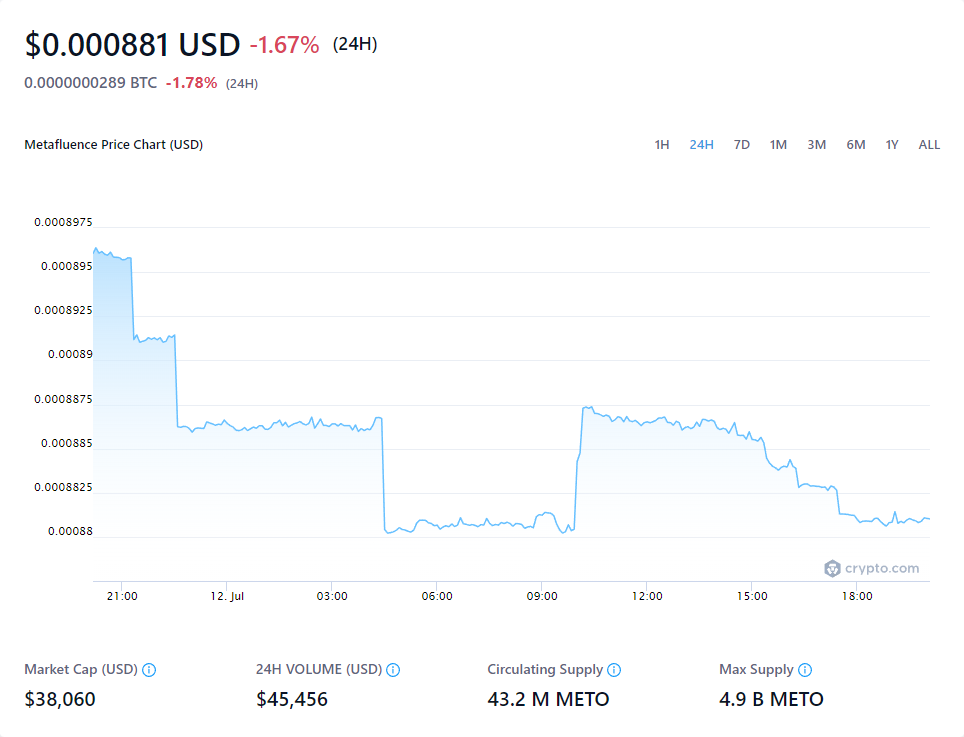 $0.000881 USD -1.67% (24H)
0.0000000289 BTC -1.78% (24H)
Metafluence Price Chart (USD) 1H 24H 7D 1M 3M 6M 1Y ALL
0.0008975
0.000895
0.0008925
0.00089
0.0008875
0.000885
0.0008825
0.00088
crypto.com
21:00 12. Jul 03:00 06:00 09:00 12:00 15:00 18:00
Market Cap (USD) 24H VOLUME (USD) Circulating Supply Max Supply
$38,060 $45,456 43.2 M METO 4.9 B METO